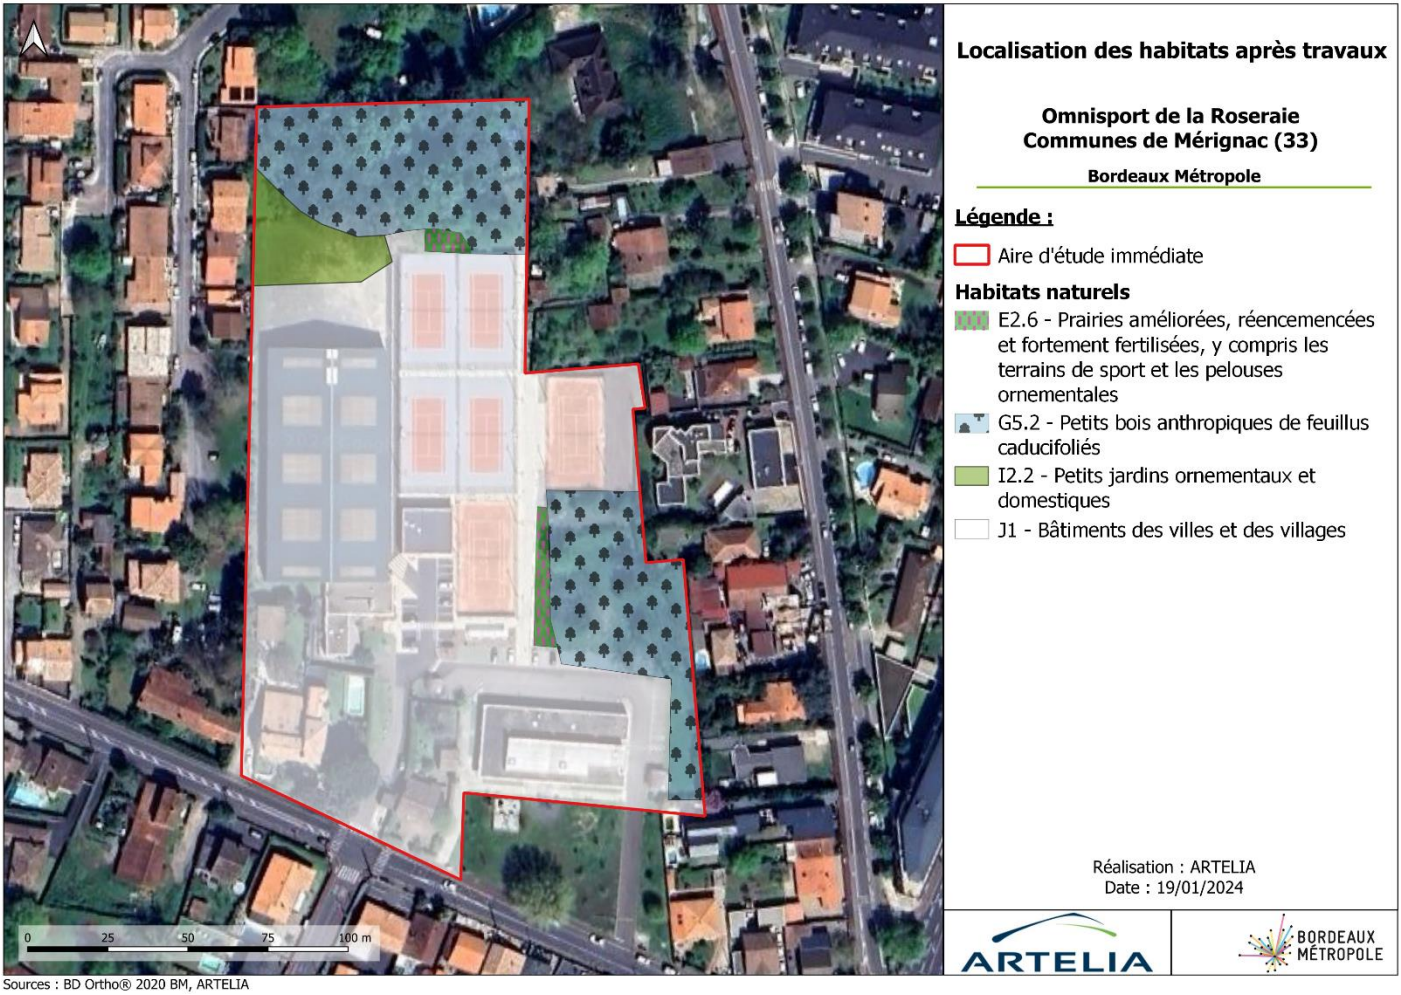 Localisation des habitats après travaux
Omnisport de la Roseraie
Communes de Mérignac (33)
Bordeaux Métropole
Légende :
Aire d'étude immédiate
Habitats naturels
E2.6 - Prairies améliorées, réencemencées
et fortement fertilisées, y compris les
terrains de sport et les pelouses
ornementales
G5.2 - Petits bois anthropiques de feuillus
caducifoliés
I2.2 - Petits jardins ornementaux et
domestiques
J1 - Bâtiments des villes et des villages
Réalisation : ARTELIA
Date : 19/01/2024
ARTELIA
BORDEAUX
MÉTROPOLE
0 25 50 75 100 m
Sources : BD Ortho® 2020 BM, ARTELIA